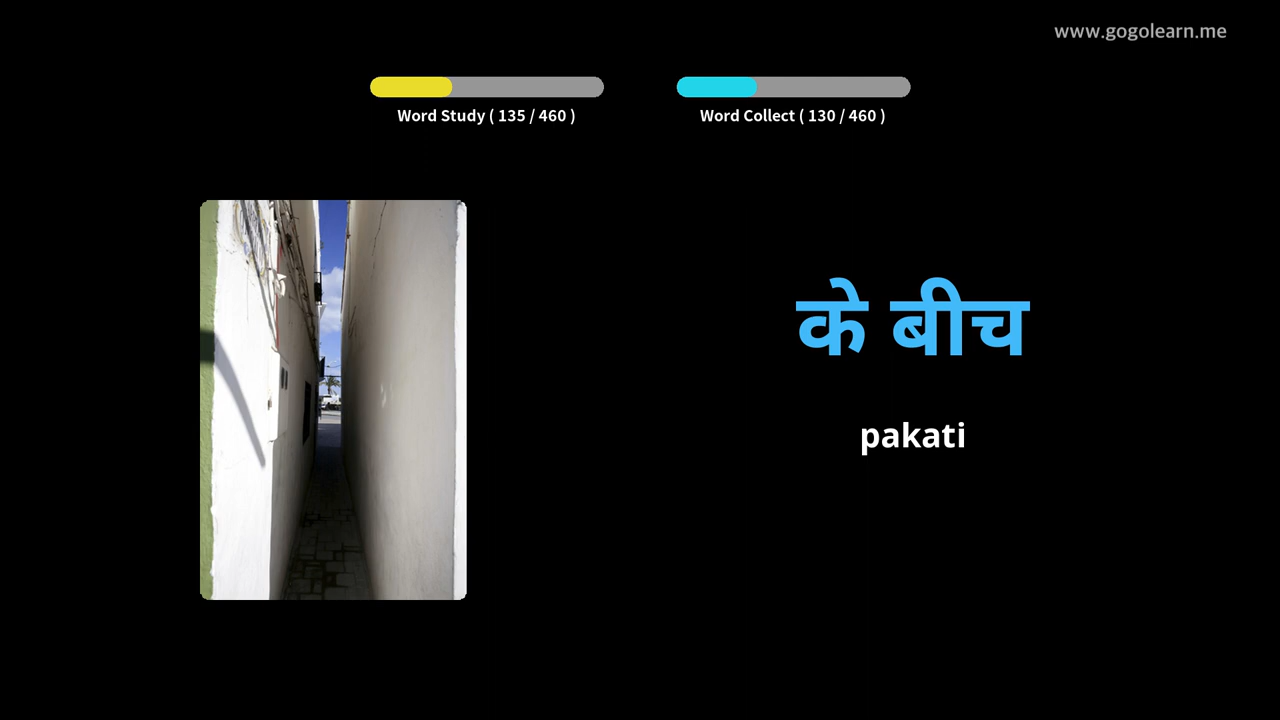 www.gogolearn.me
Word Study ( 135 / 460 )
Word Collect ( 130 / 460 )
के बीच
pakati